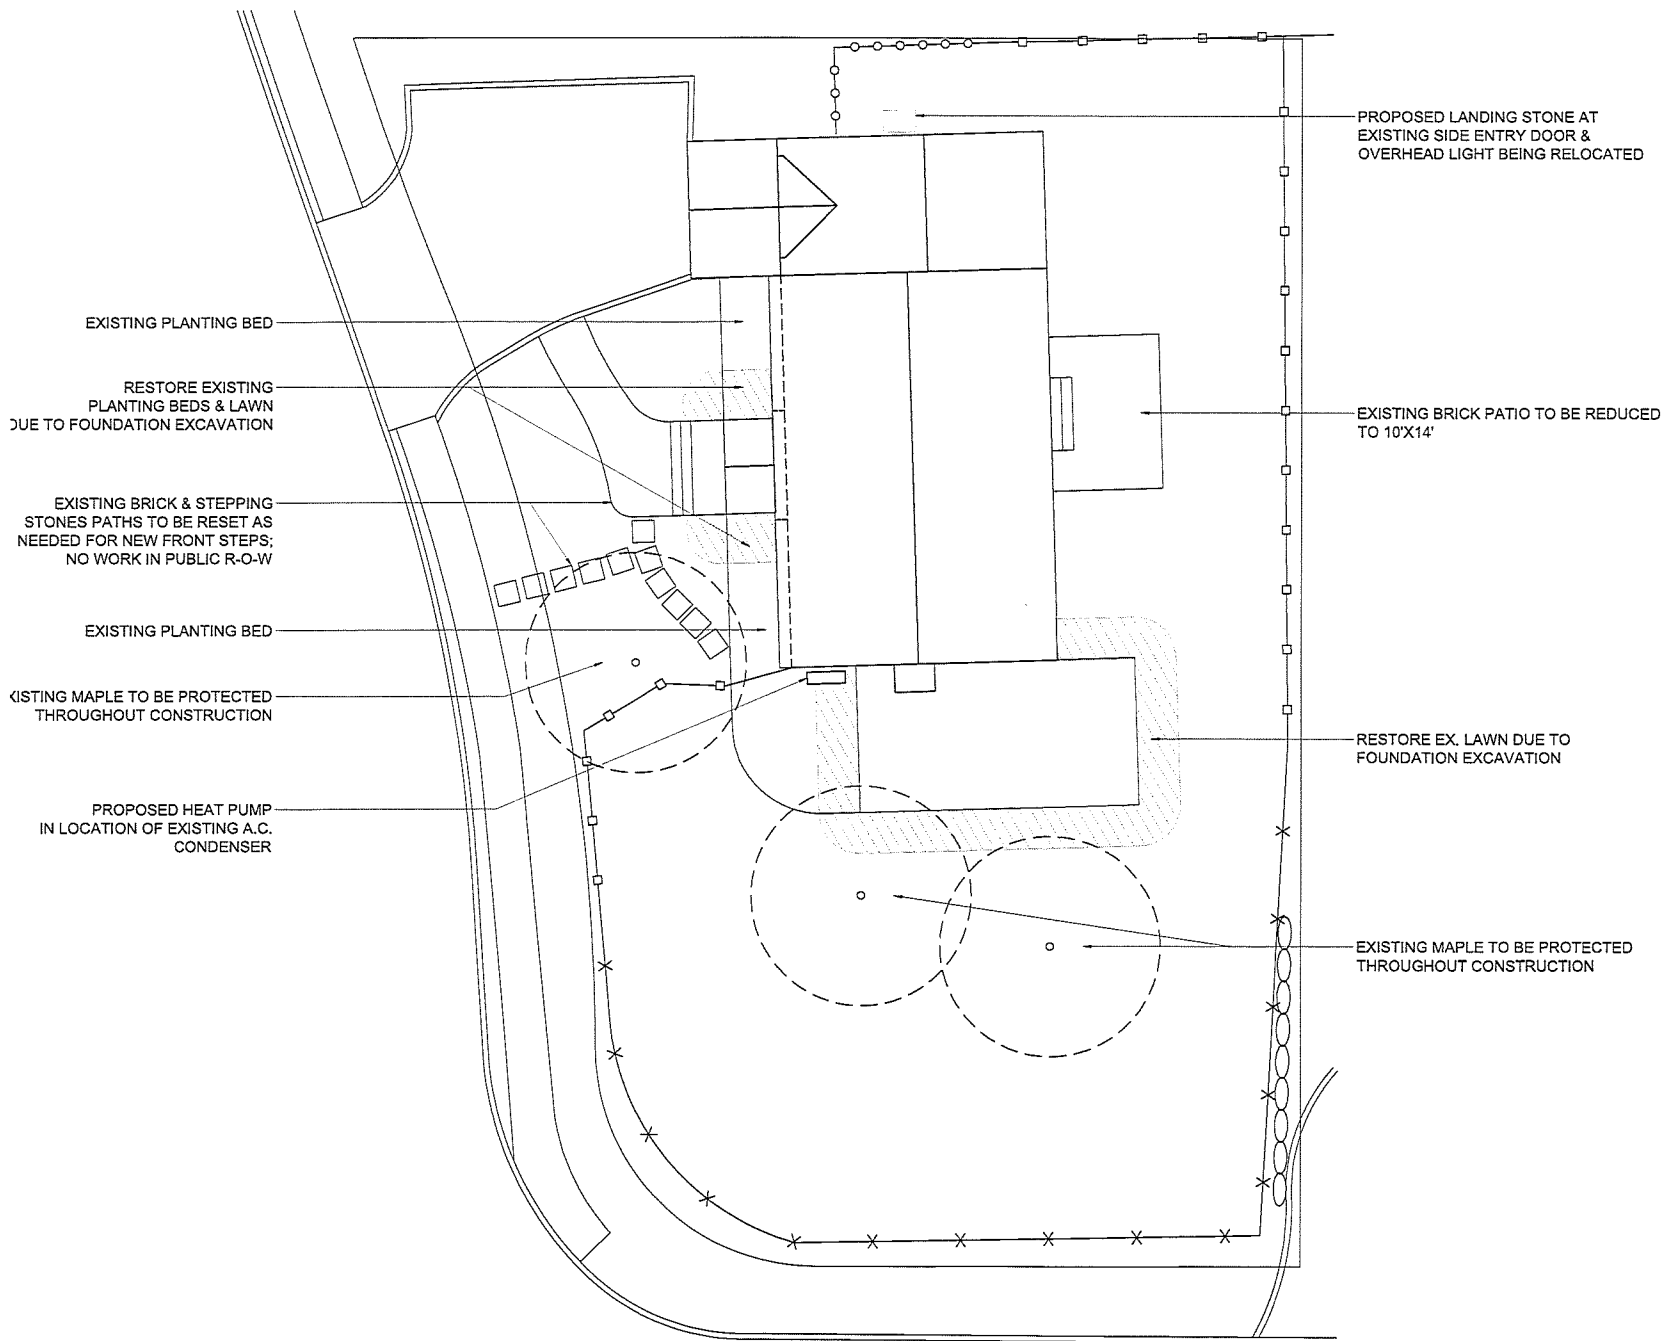 PROPOSED LANDING STONE AT
EXISTING SIDE ENTRY DOOR &
OVERHEAD LIGHT BEING RELOCATED
EXISTING PLANTING BED
RESTORE EXISTING
PLANTING BEDS & LAWN
DUE TO FOUNDATION EXCAVATION
EXISTING BRICK PATIO TO BE REDUCED
TO 10'X14'
EXISTING BRICK & STEPPING
STONES PATHS TO BE RESET AS
NEEDED FOR NEW FRONT STEPS;
NO WORK IN PUBLIC R-O-W
EXISTING PLANTING BED
EXISTING MAPLE TO BE PROTECTED
THROUGHOUT CONSTRUCTION
RESTORE EX. LAWN DUE TO
FOUNDATION EXCAVATION
PROPOSED HEAT PUMP
IN LOCATION OF EXISTING A.C.
CONDENSER
EXISTING MAPLE TO BE PROTECTED
THROUGHOUT CONSTRUCTION